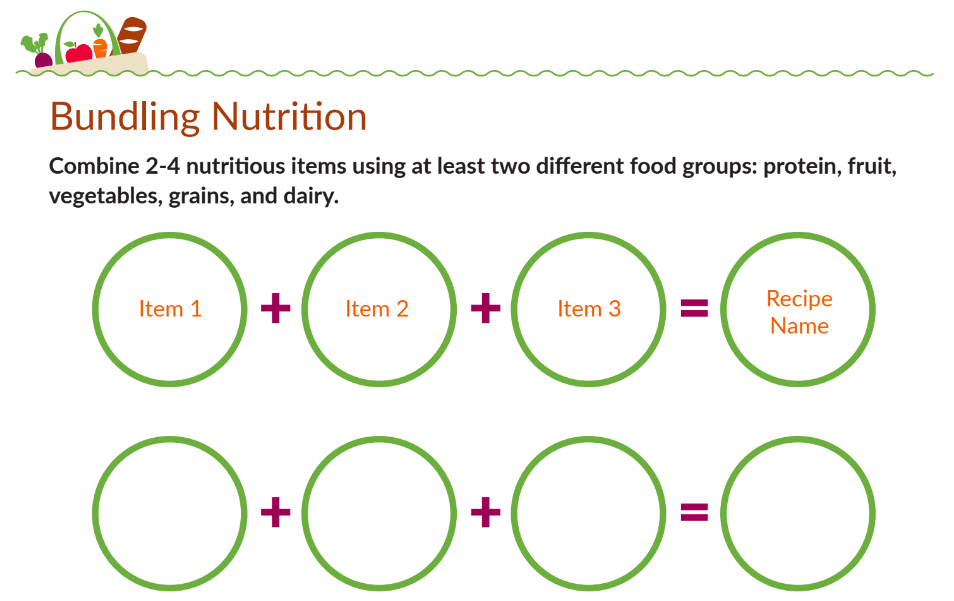 Bundling Nutrition
Combine 2-4 nutritious items using at least two different food groups: protein, fruit,
vegetables, grains, and dairy.
Item 1 + Item 2 + Item 3 = Recipe
Name
+ + =